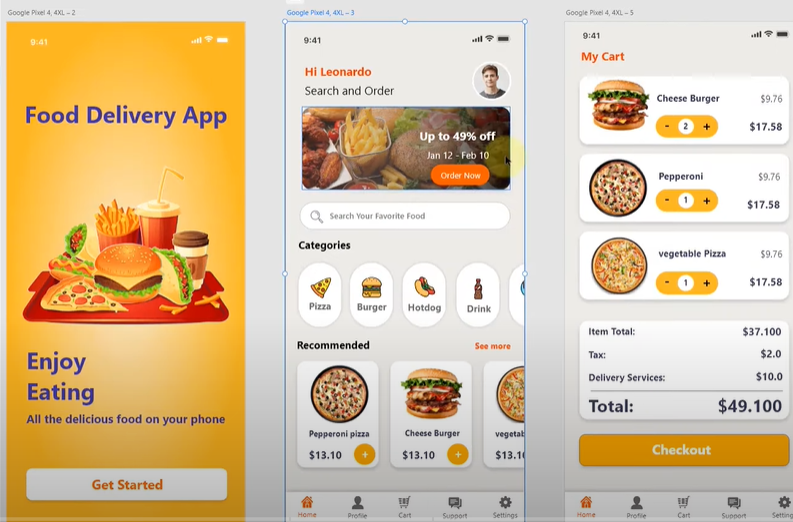 Google Pixel 4, 4XL – 2
9:41
Food Delivery App
Enjoy
Eating
All the delicious food on your phone
Get Started
Google Pixel 4, 4XL – 3
9:41
Hi Leonardo
Search and Order
Up to 49% off
Jan 12 - Feb 10
Order Now
Search Your Favorite Food
Categories
Pizza
Burger
Hotdog
Drink
Recommended
See more
Pepperoni pizza
$13.10
+
Cheese Burger
$13.10
+
vegetab
$13.1
Home
Profile
Cart
Support
Settings
Google Pixel 4, 4XL – 5
9:41
My Cart
Cheese Burger $9.76
- 2 + $17.58
Pepperoni $9.76
- 1 + $17.58
vegetable Pizza $9.76
- 1 + $17.58
Item Total: $37.100
Tax: $2.0
Delivery Services: $10.0
Total: $49.100
Checkout
Home
Profile
Cart
Support
Setting